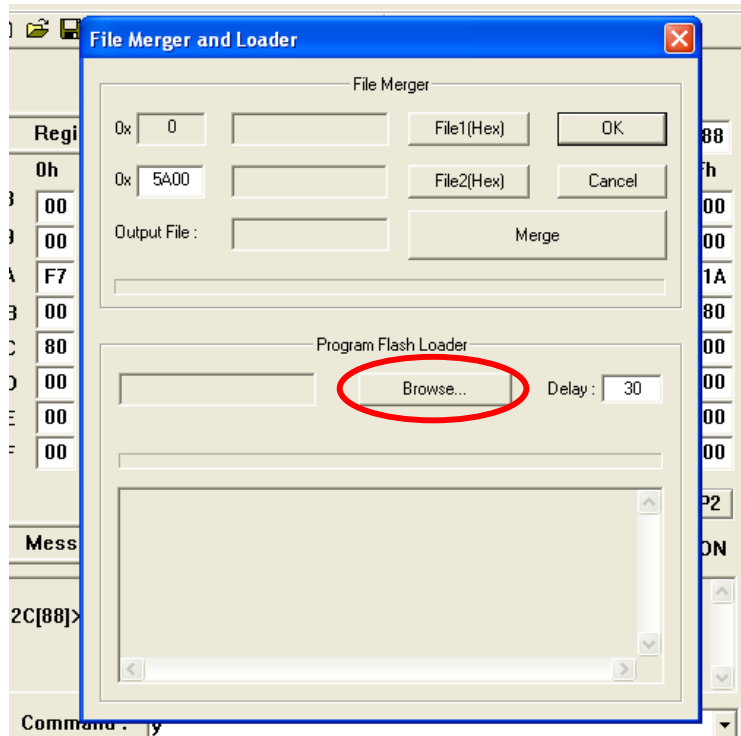 File Merger and Loader
File Merger
0x 0 File1(Hex) OK
0x 5A00 File2(Hex) Cancel
Output File : Merge
Program Flash Loader
Browse... Delay : 30
Regi 88
0h
00 00
00 00
F7 1A
00 80
80 00
00 00
00 00
00 00
P2
Mess ON
2C[88]>
Command : y